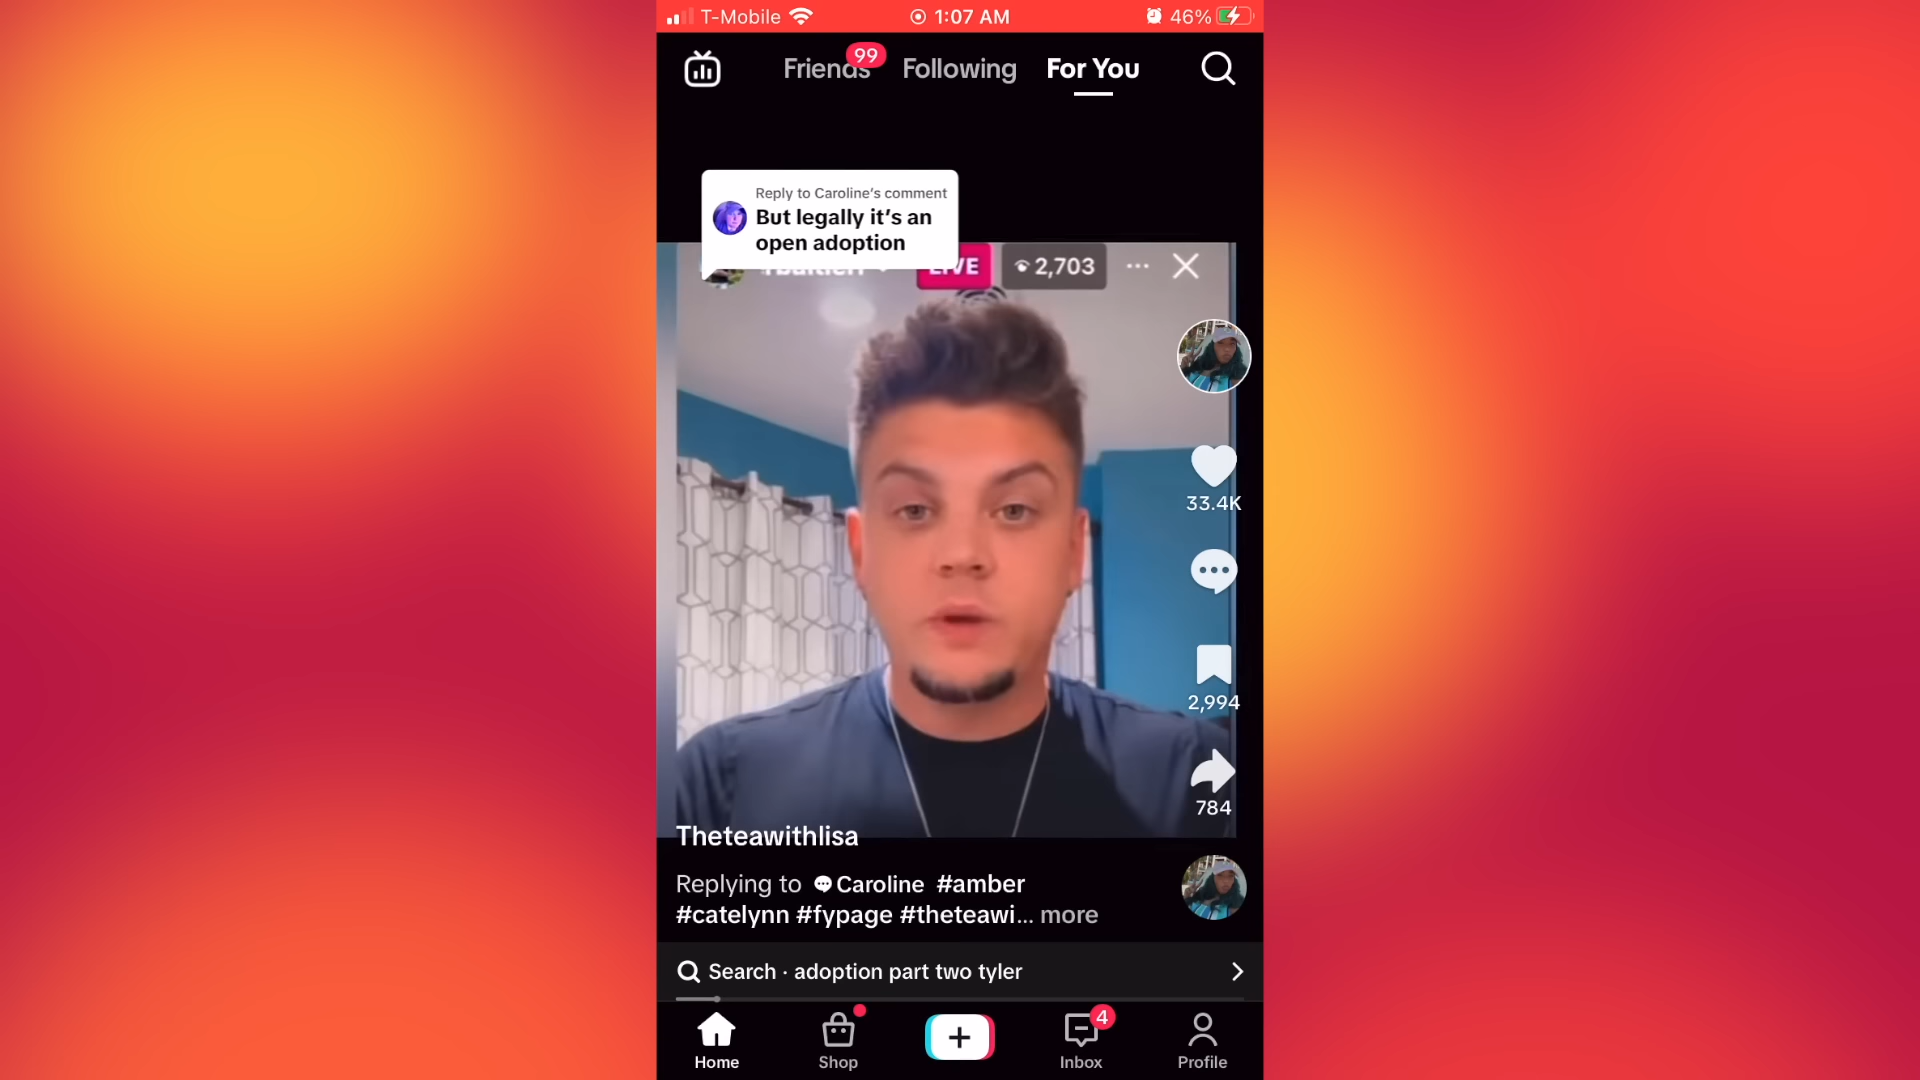 T-Mobile
1:07 AM
46%
Friends
99
Following
For You
Reply to Caroline's comment
But legally it's an
open adoption
LIVE
2,703
33.4K
2,994
784
Theteawithlisa
Replying to Caroline #amber
#catelynn #fypage #theteawi... more
Search · adoption part two tyler
Home
Shop
4
Inbox
Profile